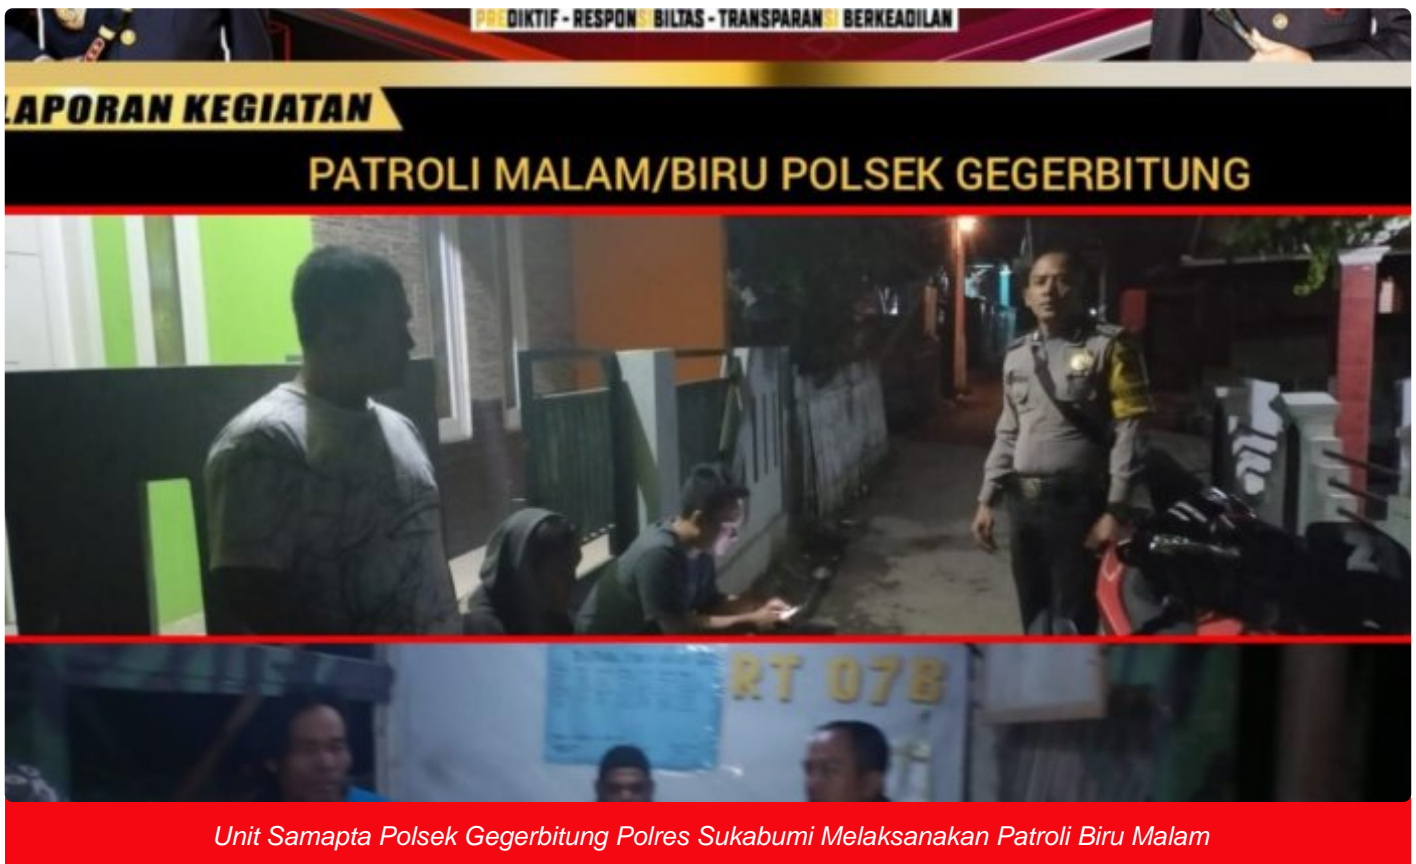 PREDIKTIF - RESPONSIBILTAS - TRANSPARANSI BERKEADILAN
LAPORAN KEGIATAN
PATROLI MALAM/BIRU POLSEK GEGERBITUNG
RT 07B
Unit Samapta Polsek Gegerbitung Polres Sukabumi Melaksanakan Patroli Biru Malam